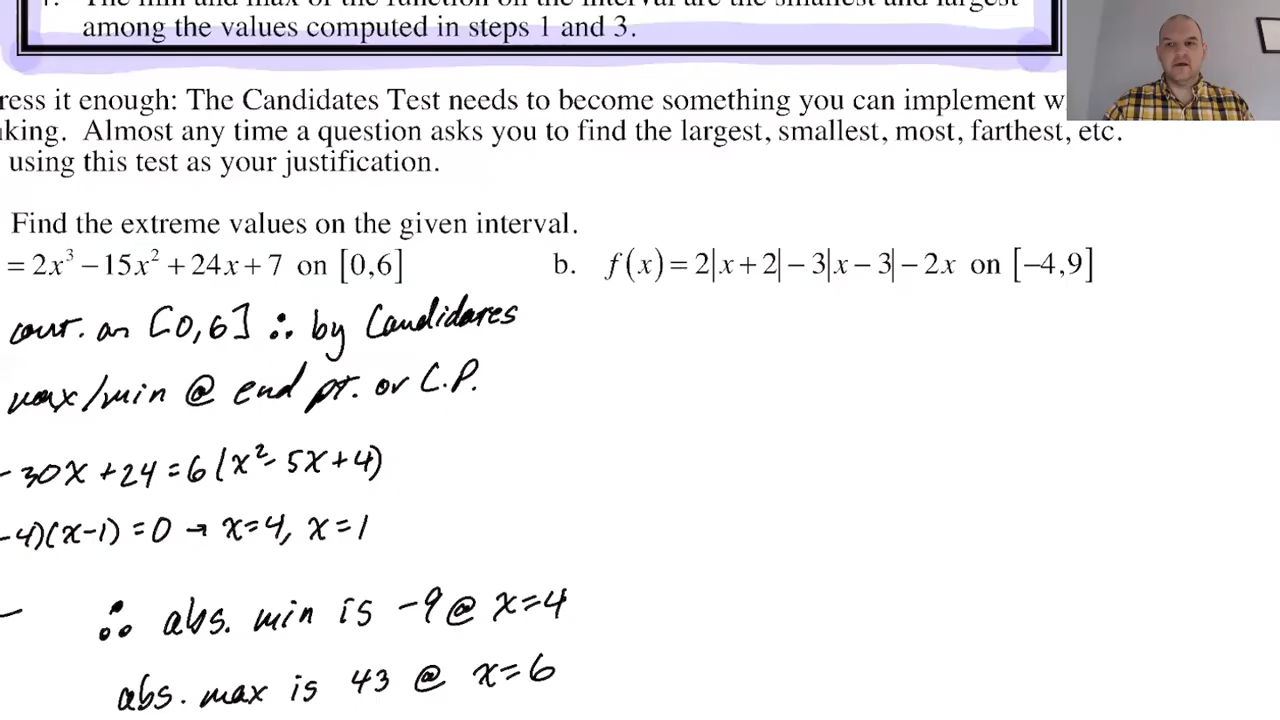 among the values computed in steps 1 and 3.
ress it enough: The Candidates Test needs to become something you can implement w
king. Almost any time a question asks you to find the largest, smallest, most, farthest, etc.
using this test as your justification.
Find the extreme values on the given interval.
= 2x³ − 15x² + 24x + 7 on [0,6]
b. f(x) = 2|x + 2| − 3|x − 3| − 2x on [−4,9]
cont. on [0,6] ∴ by Candidates
max/min @ end pt. or C.P.
- 30x + 24 = 6(x² - 5x + 4)
-4)(x-1) = 0 → x=4, x=1
∴ abs. min is -9 @ x=4
abs. max is 43 @ x=6